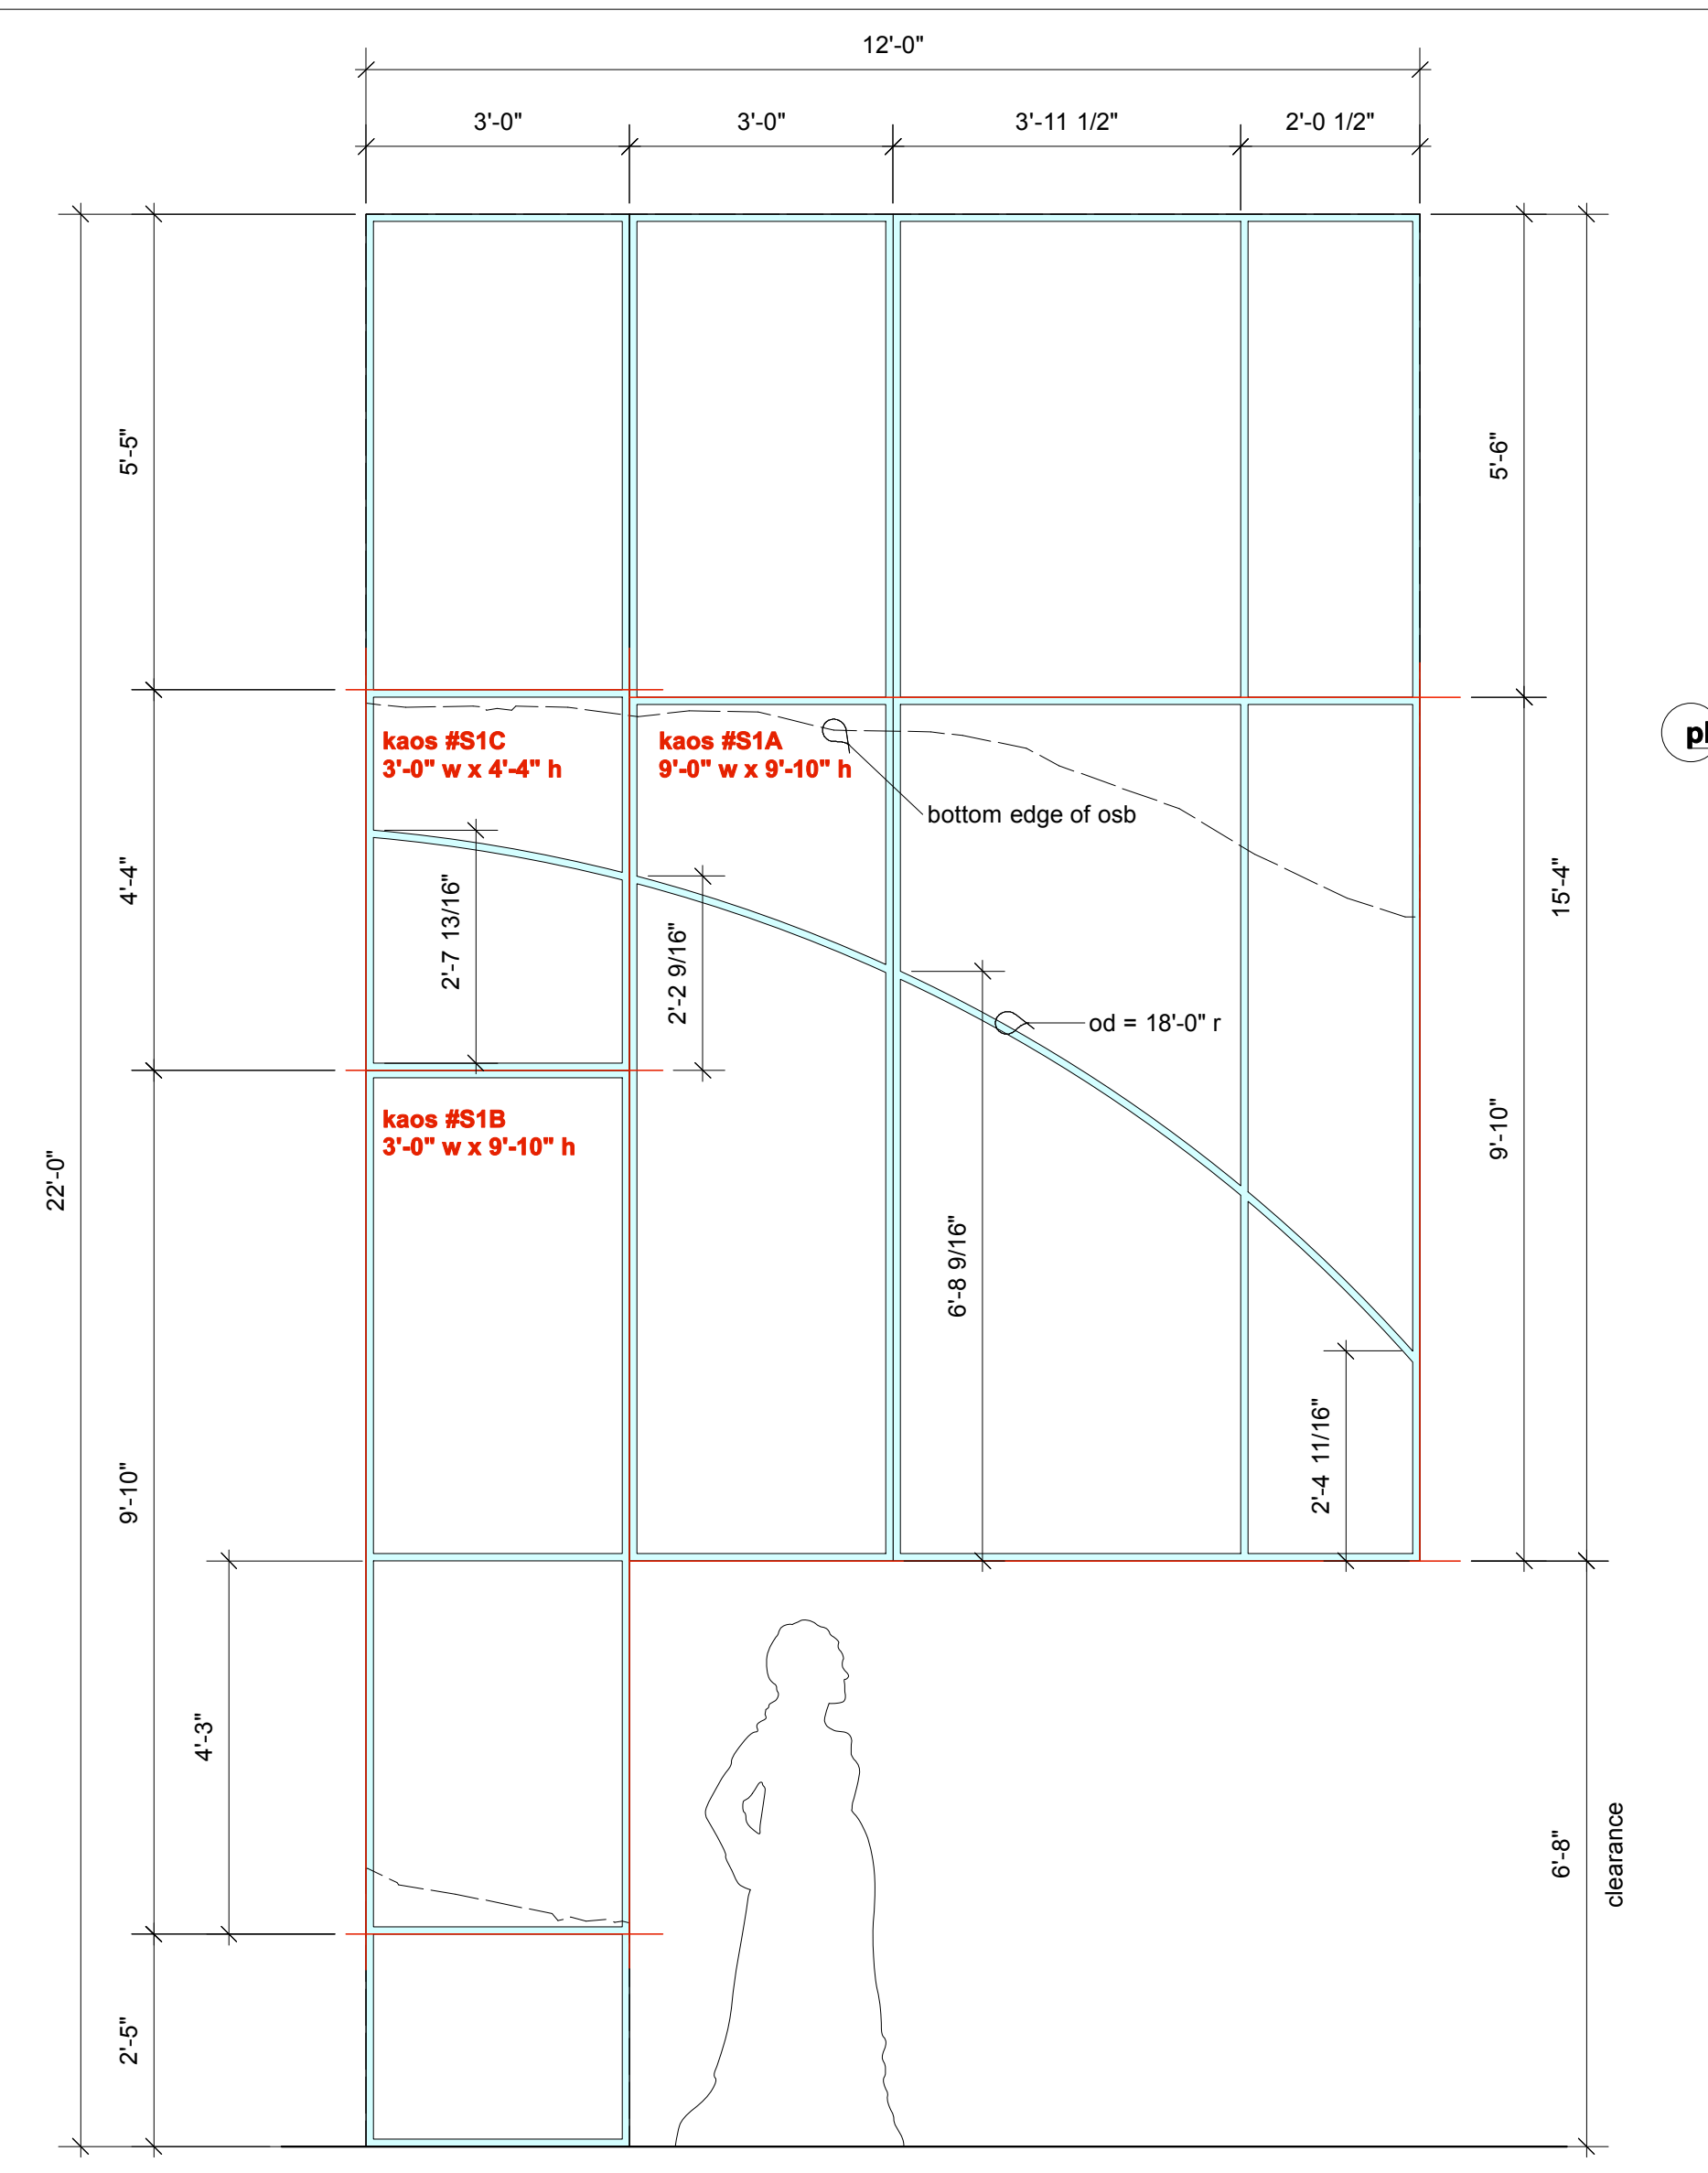 12'-0"
3'-0"
3'-0"
3'-11 1/2"
2'-0 1/2"
5'-5"
5'-6"
kaos #S1C
3'-0" w x 4'-4" h
kaos #S1A
9'-0" w x 9'-10" h
bottom edge of osb
4'-4"
2'-7 13/16"
2'-2 9/16"
15'-4"
od = 18'-0" r
kaos #S1B
3'-0" w x 9'-10" h
9'-10"
22'-0"
6'-8 9/16"
2'-4 11/16"
9'-10"
4'-3"
6'-8"
clearance
2'-5"